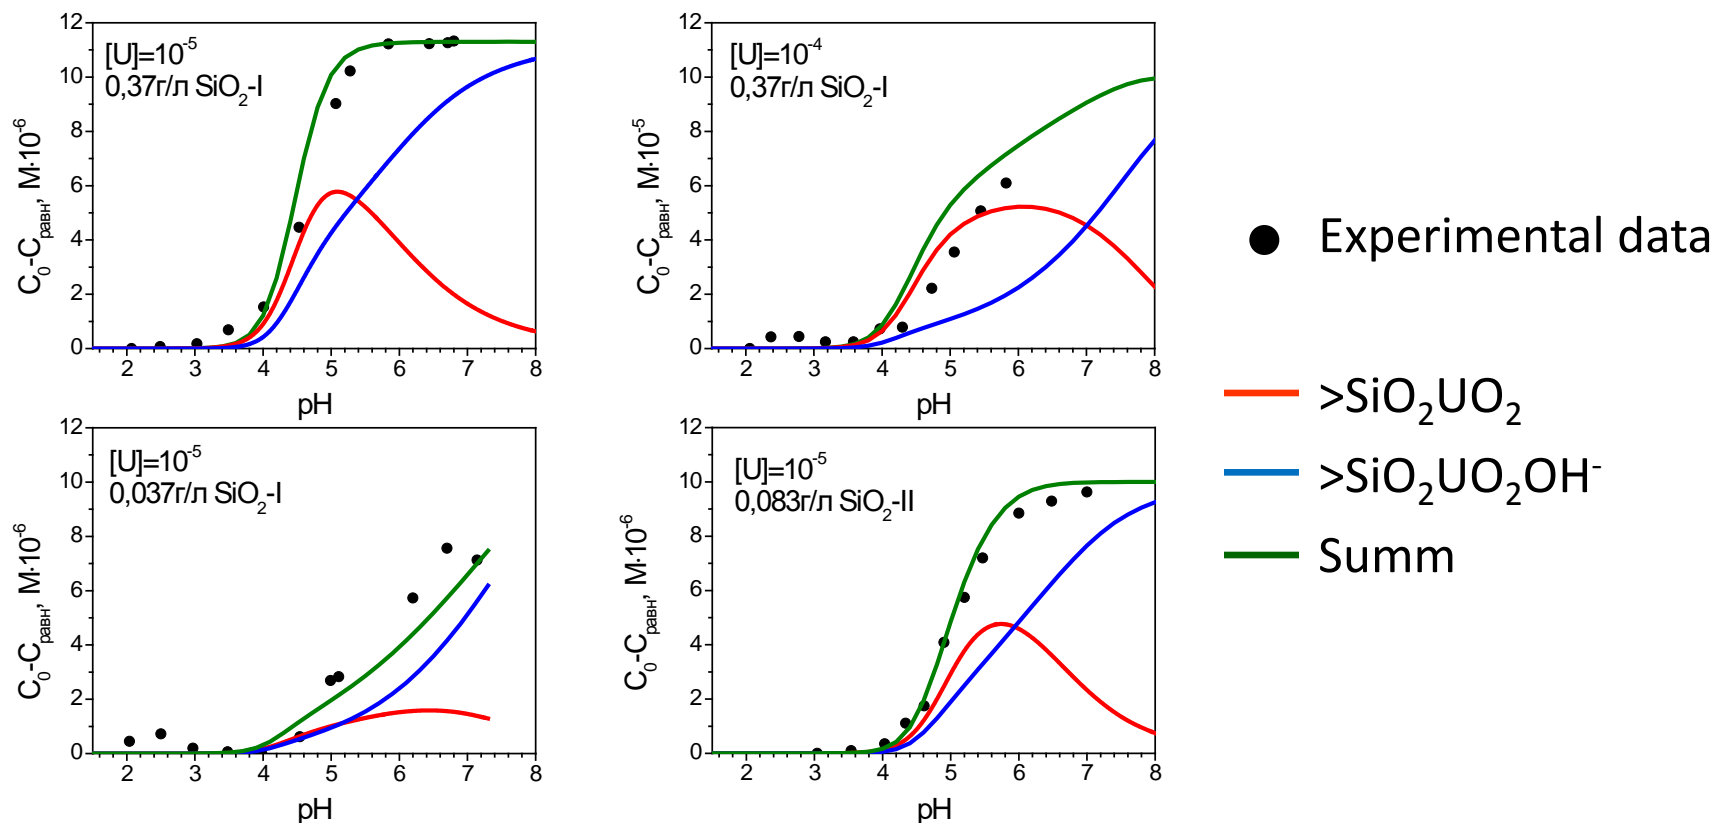 12
10
8
6
4
2
0
[U]=10⁻⁵
0,37г/л SiO₂-I
C₀-Cравн, M·10⁻⁶
2 3 4 5 6 7 8
pH
12
10
8
6
4
2
0
[U]=10⁻⁴
0,37г/л SiO₂-I
C₀-Cравн, M·10⁻⁵
2 3 4 5 6 7 8
pH
12
10
8
6
4
2
0
[U]=10⁻⁵
0,037г/л SiO₂-I
C₀-Cравн, M·10⁻⁶
2 3 4 5 6 7 8
pH
12
10
8
6
4
2
0
[U]=10⁻⁵
0,083г/л SiO₂-II
C₀-Cравн, M·10⁻⁶
2 3 4 5 6 7 8
pH
Experimental data
>SiO₂UO₂
>SiO₂UO₂OH⁻
Summ